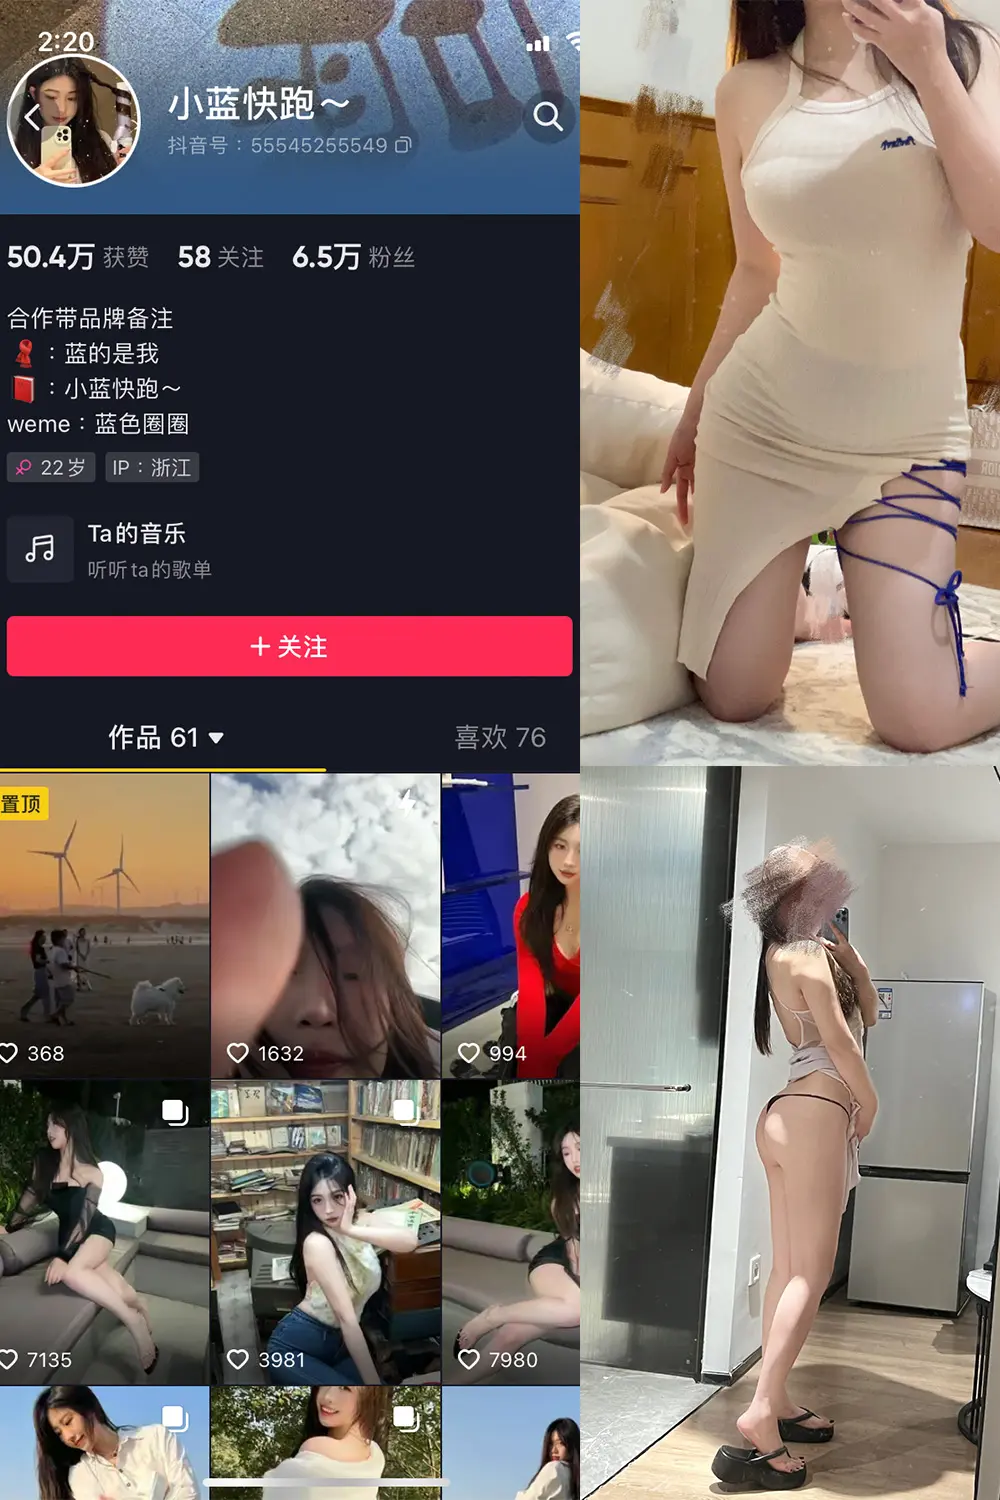 2:20
小蓝快跑～
抖音号：55545255549
50.4万 获赞 58 关注 6.5万 粉丝
合作带品牌备注
：蓝的是我
：小蓝快跑～
weme：蓝色圈圈
22岁 IP：浙江
Ta的音乐
听听ta的歌单
＋关注
作品 61 喜欢 76
置顶
368
1632
994
7135
3981
7980